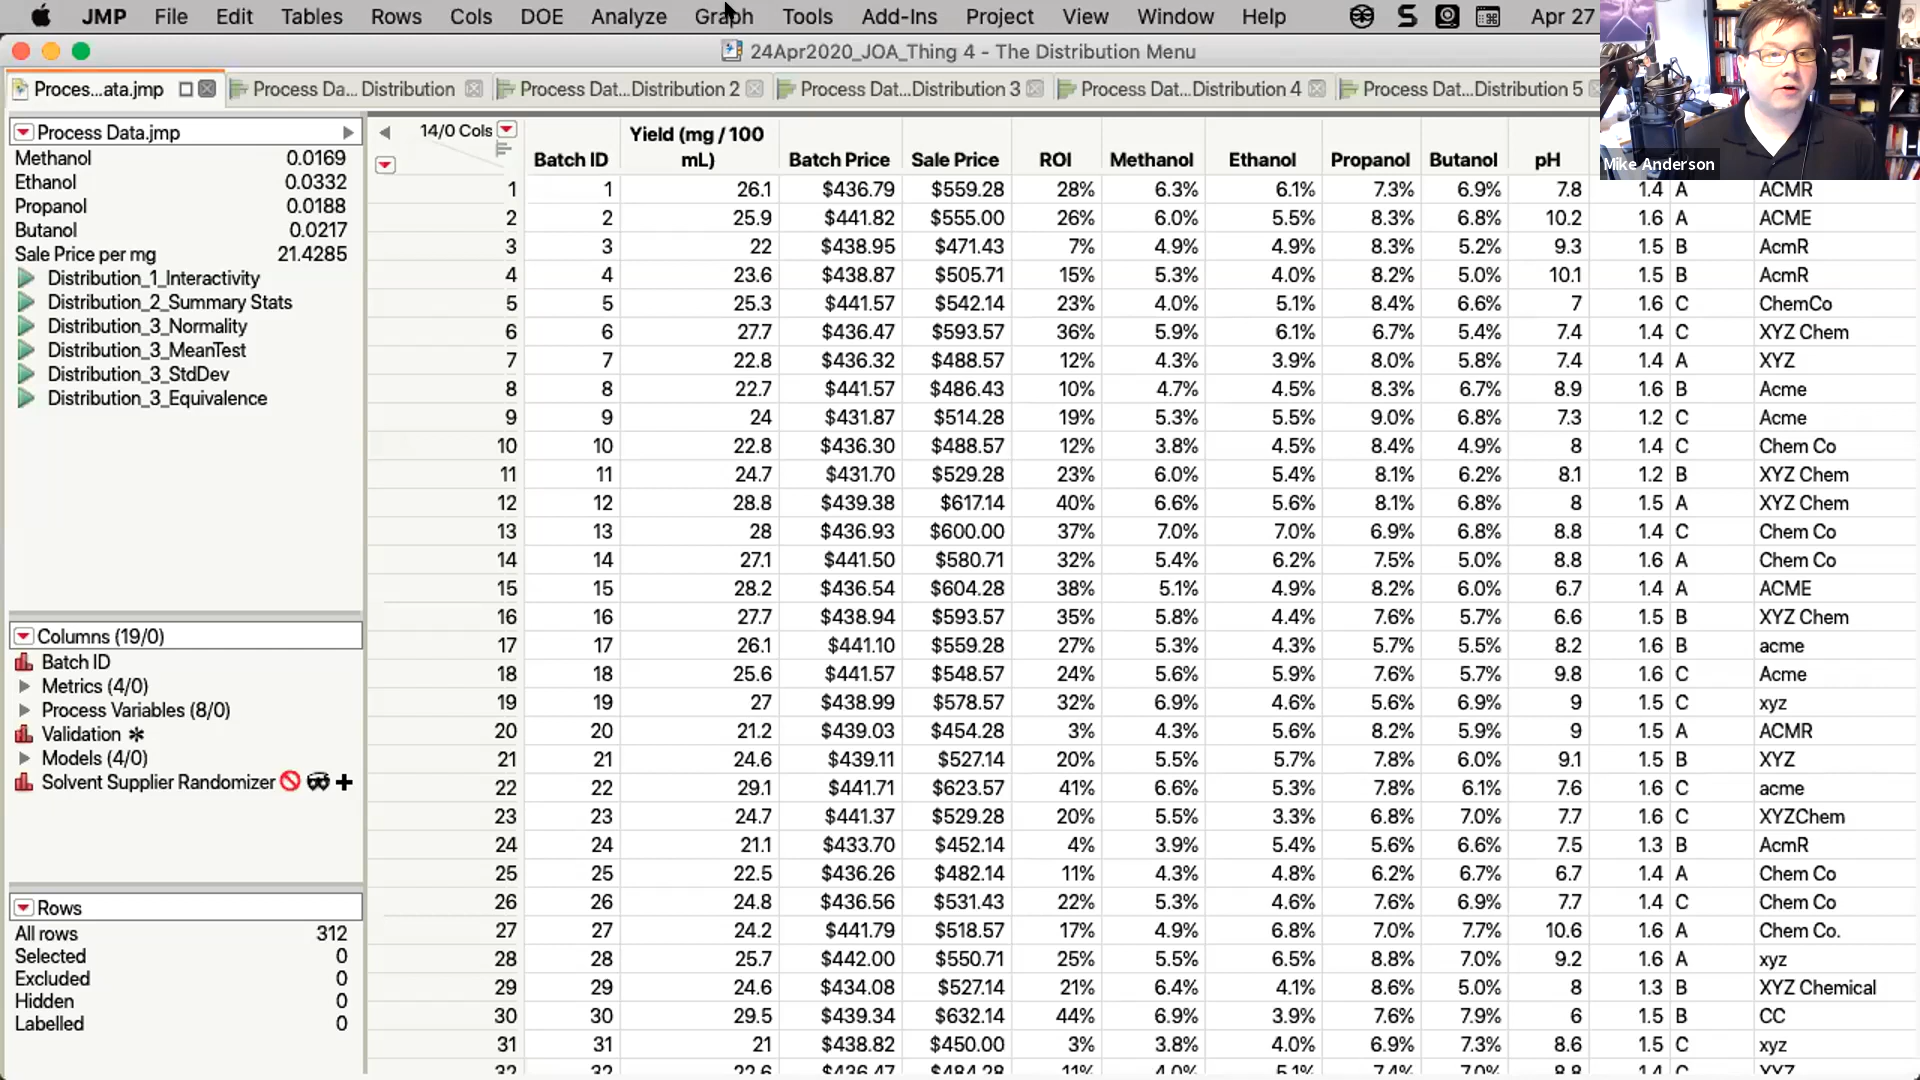 JMP File Edit Tables Rows Cols DOE Analyze Graph Tools Add-Ins Project View Window Help S Apr 27
24Apr2020_JOA_Thing 4 - The Distribution Menu
Proces...ata.jmp Process Da... Distribution Process Dat...Distribution 2 Process Dat...Distribution 3 Process Dat...Distribution 4 Process Dat...Distribution 5
Mike Anderson
Process Data.jmp
Methanol 0.0169
Ethanol 0.0332
Propanol 0.0188
Butanol 0.0217
Sale Price per mg 21.4285
Distribution_1_Interactivity
Distribution_2_Summary Stats
Distribution_3_Normality
Distribution_3_MeanTest
Distribution_3_StdDev
Distribution_3_Equivalence
Columns (19/0)
Batch ID
Metrics (4/0)
Process Variables (8/0)
Validation
Models (4/0)
Solvent Supplier Randomizer
Rows
All rows 312
Selected 0
Excluded 0
Hidden 0
Labelled 0
14/0 Cols
Batch ID Yield (mg / 100 mL) Batch Price Sale Price ROI Methanol Ethanol Propanol Butanol pH
1 1 26.1 $436.79 $559.28 28% 6.3% 6.1% 7.3% 6.9% 7.8 1.4 A ACMR
2 2 25.9 $441.82 $555.00 26% 6.0% 5.5% 8.3% 6.8% 10.2 1.6 A ACME
3 3 22 $438.95 $471.43 7% 4.9% 4.9% 8.3% 5.2% 9.3 1.5 B AcmR
4 4 23.6 $438.87 $505.71 15% 5.3% 4.0% 8.2% 5.0% 10.1 1.5 B AcmR
5 5 25.3 $441.57 $542.14 23% 4.0% 5.1% 8.4% 6.6% 7 1.6 C ChemCo
6 6 27.7 $436.47 $593.57 36% 5.9% 6.1% 6.7% 5.4% 7.4 1.4 C XYZ Chem
7 7 22.8 $436.32 $488.57 12% 4.3% 3.9% 8.0% 5.8% 7.4 1.4 A XYZ
8 8 22.7 $441.57 $486.43 10% 4.7% 4.5% 8.3% 6.7% 8.9 1.6 B Acme
9 9 24 $431.87 $514.28 19% 5.3% 5.5% 9.0% 6.8% 7.3 1.2 C Acme
10 10 22.8 $436.30 $488.57 12% 3.8% 4.5% 8.4% 4.9% 8 1.4 C Chem Co
11 11 24.7 $431.70 $529.28 23% 6.0% 5.4% 8.1% 6.2% 8.1 1.2 B XYZ Chem
12 12 28.8 $439.38 $617.14 40% 6.6% 5.6% 8.1% 6.8% 8 1.5 A XYZ Chem
13 13 28 $436.93 $600.00 37% 7.0% 7.0% 6.9% 6.8% 8.8 1.4 C Chem Co
14 14 27.1 $441.50 $580.71 32% 5.4% 6.2% 7.5% 5.0% 8.8 1.6 A Chem Co
15 15 28.2 $436.54 $604.28 38% 5.1% 4.9% 8.2% 6.0% 6.7 1.4 A ACME
16 16 27.7 $438.94 $593.57 35% 5.8% 4.4% 7.6% 5.7% 6.6 1.5 B XYZ Chem
17 17 26.1 $441.10 $559.28 27% 5.3% 4.3% 5.7% 5.5% 8.2 1.6 B acme
18 18 25.6 $441.57 $548.57 24% 5.6% 5.9% 7.6% 5.7% 9.8 1.6 C Acme
19 19 27 $438.99 $578.57 32% 6.9% 4.6% 5.6% 6.9% 9 1.5 C xyz
20 20 21.2 $439.03 $454.28 3% 4.3% 5.6% 8.2% 5.9% 9 1.5 A ACMR
21 21 24.6 $439.11 $527.14 20% 5.5% 5.7% 7.8% 6.0% 9.1 1.5 B XYZ
22 22 29.1 $441.71 $623.57 41% 6.6% 5.3% 7.8% 6.1% 7.6 1.6 C acme
23 23 24.7 $441.37 $529.28 20% 5.5% 3.3% 6.8% 7.0% 7.7 1.6 C XYZChem
24 24 21.1 $433.70 $452.14 4% 3.9% 5.4% 5.6% 6.6% 7.5 1.3 B AcmR
25 25 22.5 $436.26 $482.14 11% 4.3% 4.8% 6.2% 6.7% 6.7 1.4 A Chem Co
26 26 24.8 $436.56 $531.43 22% 5.3% 4.6% 7.6% 6.9% 7.7 1.4 C Chem Co
27 27 24.2 $441.79 $518.57 17% 4.9% 6.8% 7.0% 7.7% 10.6 1.6 A Chem Co.
28 28 25.7 $442.00 $550.71 25% 5.5% 6.5% 8.8% 7.0% 9.2 1.6 A xyz
29 29 24.6 $434.08 $527.14 21% 6.4% 4.1% 8.6% 5.0% 8 1.3 B XYZ Chemical
30 30 29.5 $439.34 $632.14 44% 6.9% 3.9% 7.6% 7.9% 6 1.5 B CC
31 31 21 $438.82 $450.00 3% 3.8% 4.0% 6.9% 7.3% 8.6 1.5 C xyz
32 32 22.6 $436.47 $484.28 11% 4.0% 5.1% 7.4% 7.0% 8.8 1.4 C XYZ